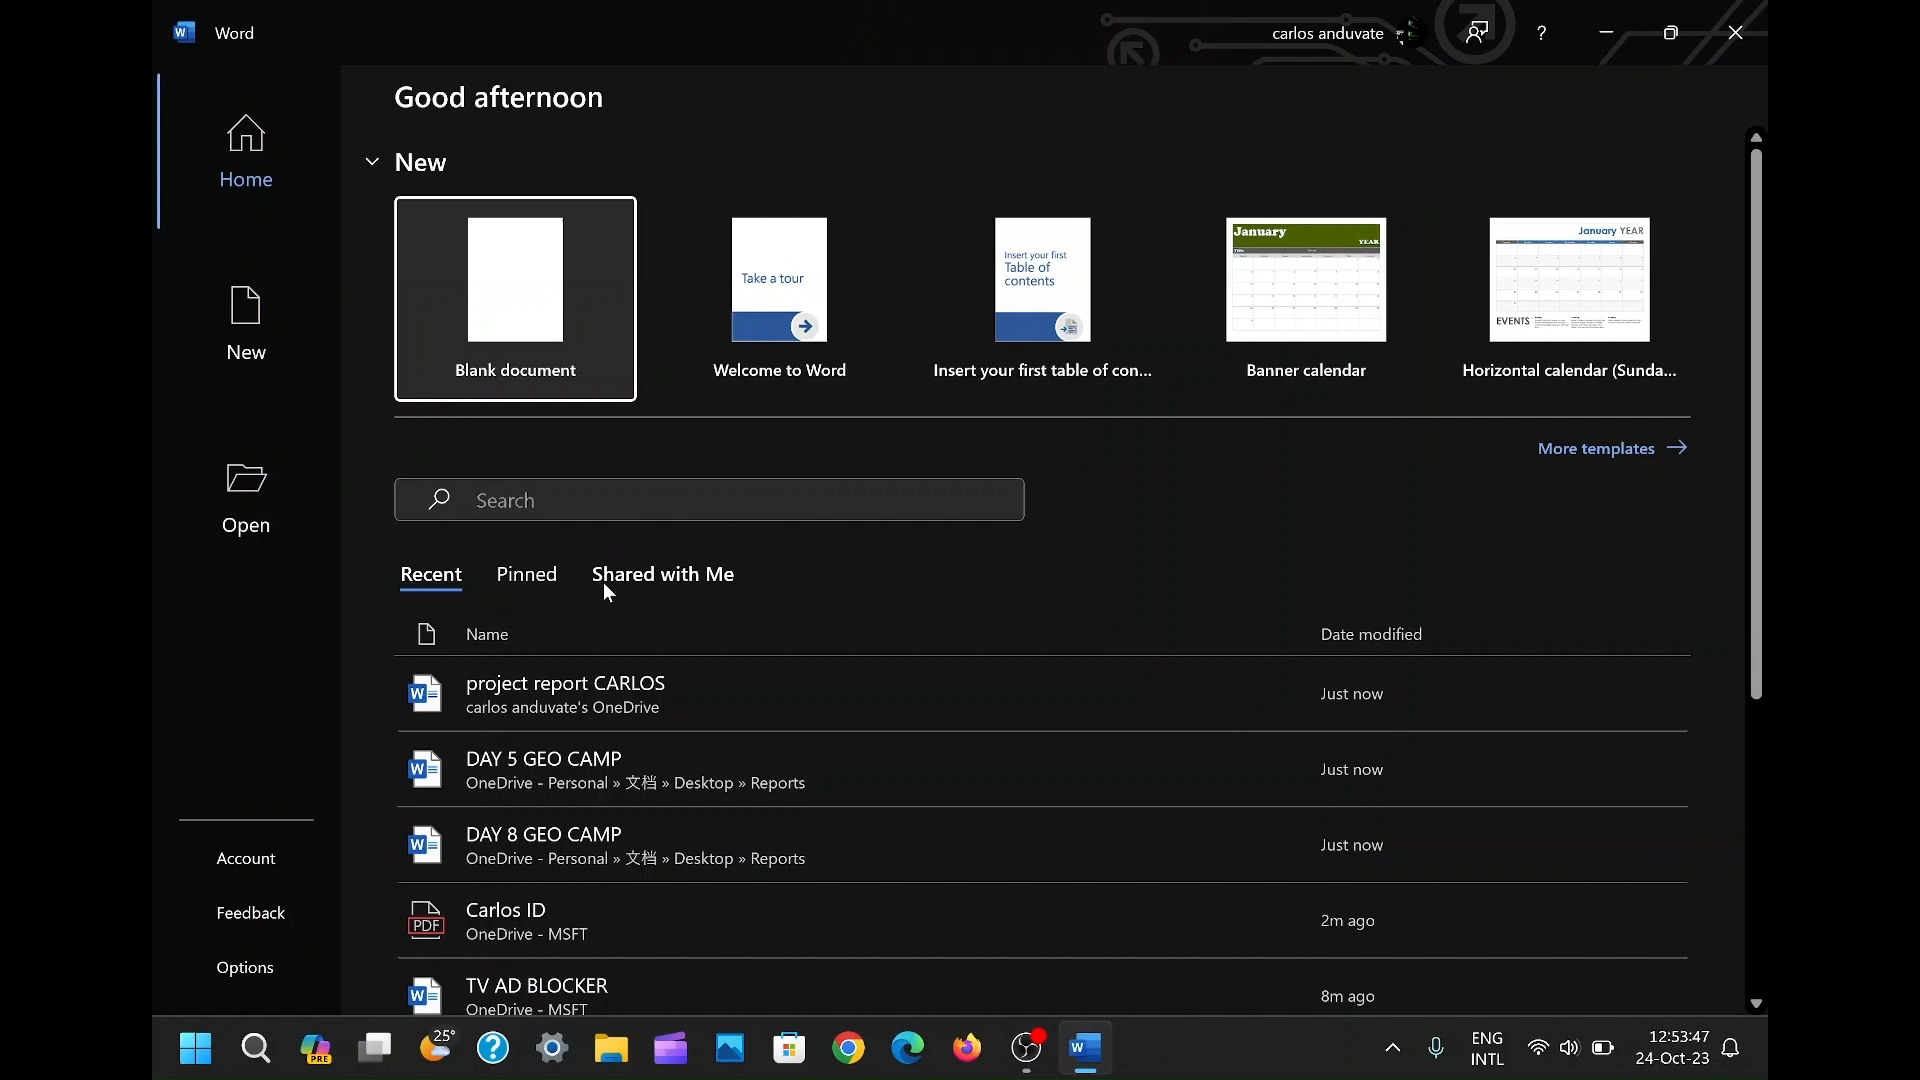 Word
carlos anduvate
?
Good afternoon
Home
New
Open
New
Take a tour
Insert your first
Table of
contents
January
YEAR
January YEAR
EVENTS
Blank document
Welcome to Word
Insert your first table of con...
Banner calendar
Horizontal calendar (Sunda...
More templates
Search
Recent
Pinned
Shared with Me
Name
Date modified
project report CARLOS
carlos anduvate's OneDrive
Just now
DAY 5 GEO CAMP
OneDrive - Personal » 文档 » Desktop » Reports
Just now
DAY 8 GEO CAMP
OneDrive - Personal » 文档 » Desktop » Reports
Just now
PDF
Carlos ID
OneDrive - MSFT
2m ago
TV AD BLOCKER
OneDrive - MSFT
8m ago
Account
Feedback
Options
PRE
25°
ENG
INTL
12:53:47
24-Oct-23